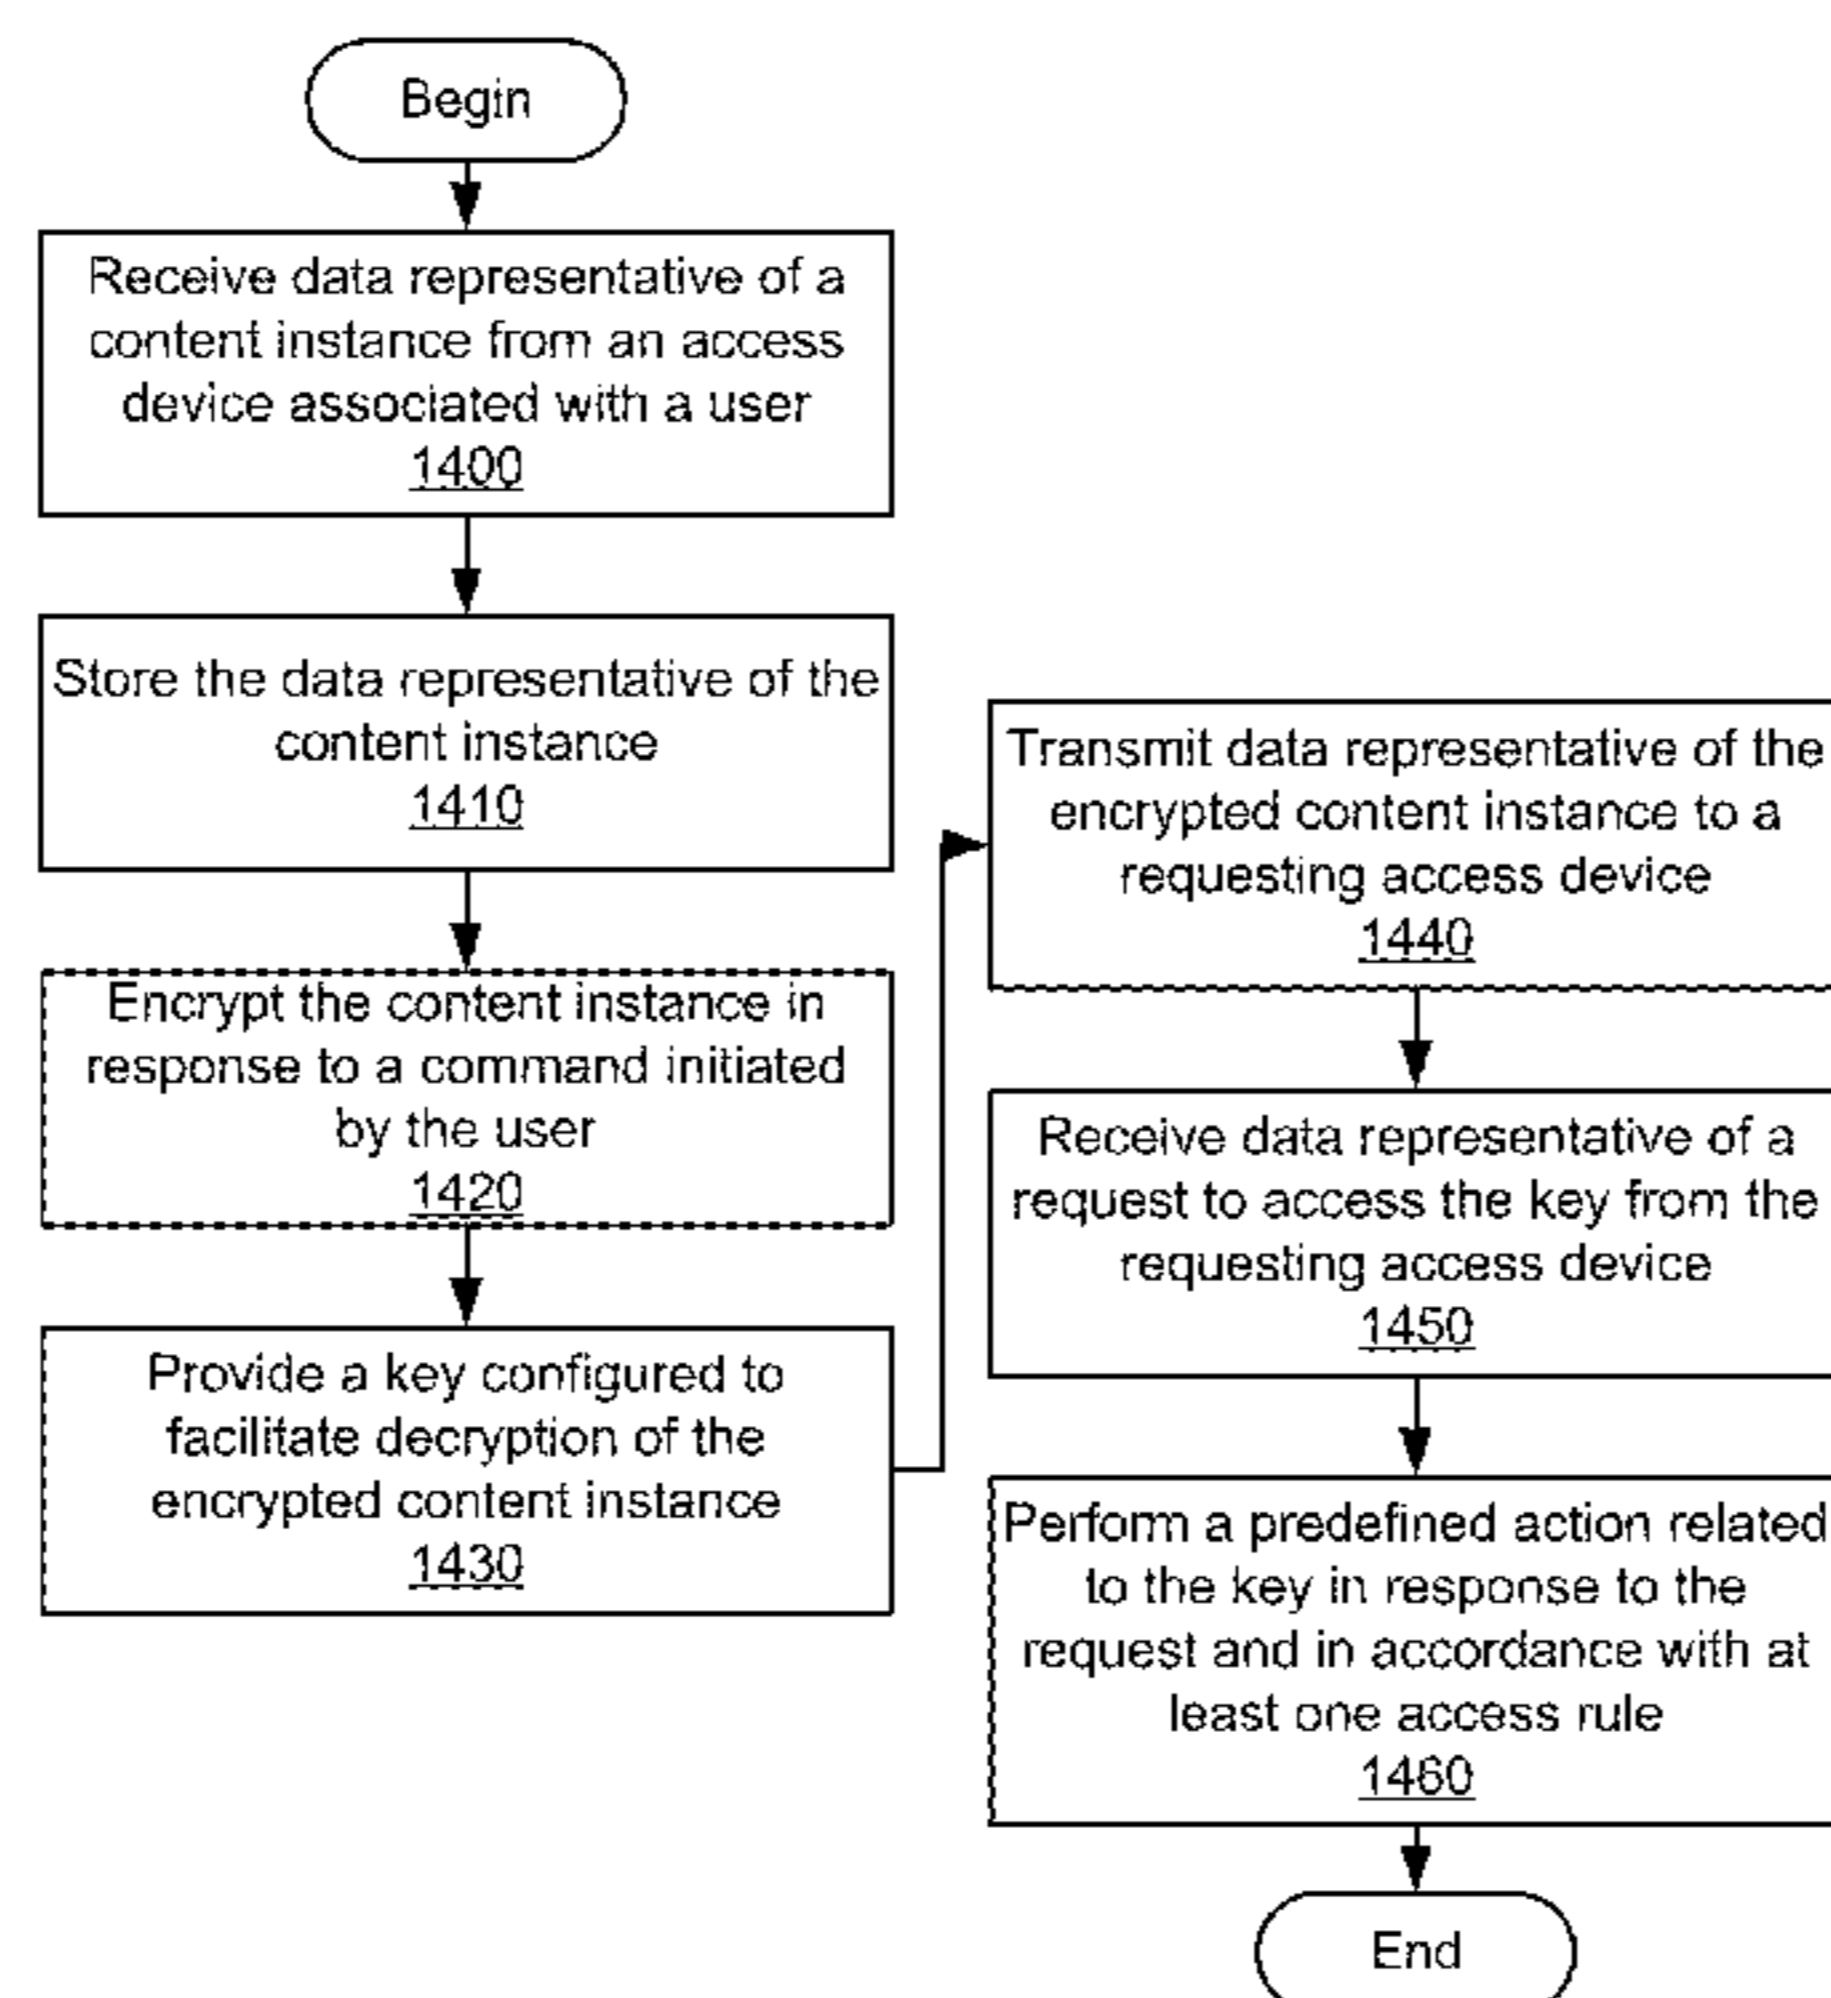 Begin
Receive data representative of a
content instance from an access
device associated with a user
1400
Store the data representative of the
content instance
1410
Encrypt the content instance in
response to a command initiated
by the user
1420
Provide a key configured to
facilitate decryption of the
encrypted content instance
1430
Transmit data representative of the
encrypted content instance to a
requesting access device
1440
Receive data representative of a
request to access the key from the
requesting access device
1450
Perform a predefined action related
to the key in response to the
request and in accordance with at
least one access rule
1460
End